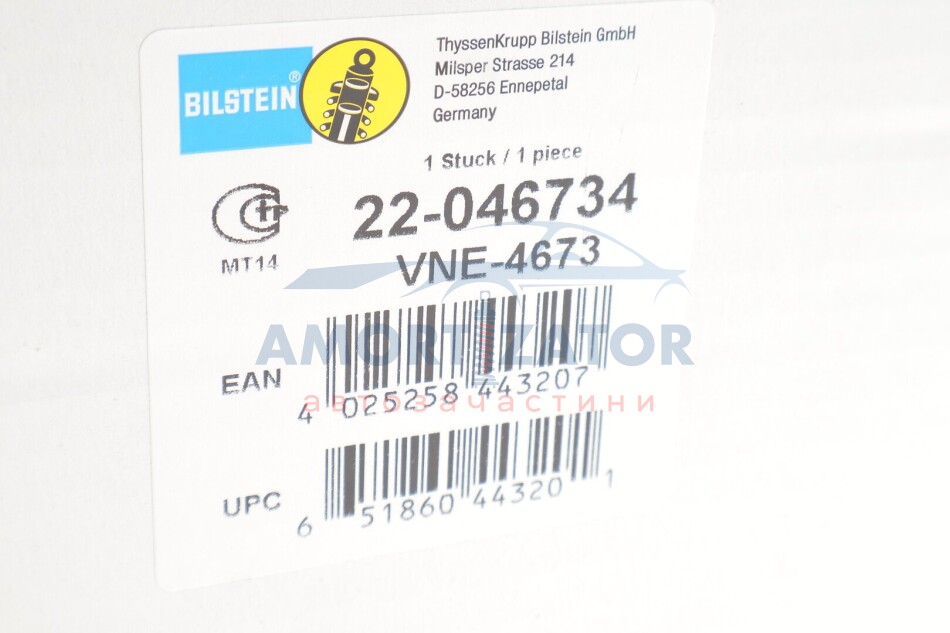 BILSTEIN®
ThyssenKrupp Bilstein GmbH
Milsper Strasse 214
D-58256 Ennepetal
Germany
1 Stuck / 1 piece
22-046734
VNE-4673
MT14
AMORTIZATOR
автозачастини
EAN
4 025258 443207
UPC
6 51860 44320 1